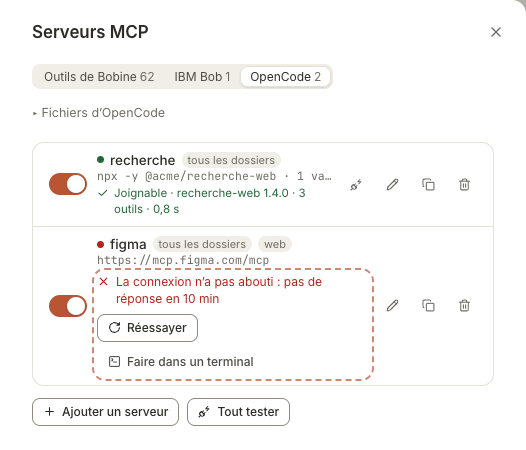 Serveurs MCP
Outils de Bobine 62
IBM Bob 1
OpenCode 2
Fichiers d’OpenCode
recherche
tous les dossiers
npx -y @acme/recherche-web · 1 va…
Joignable · recherche-web 1.4.0 · 3
outils · 0,8 s
figma
tous les dossiers
web
https://mcp.figma.com/mcp
La connexion n’a pas abouti : pas de
réponse en 10 min
Réessayer
Faire dans un terminal
Ajouter un serveur
Tout tester